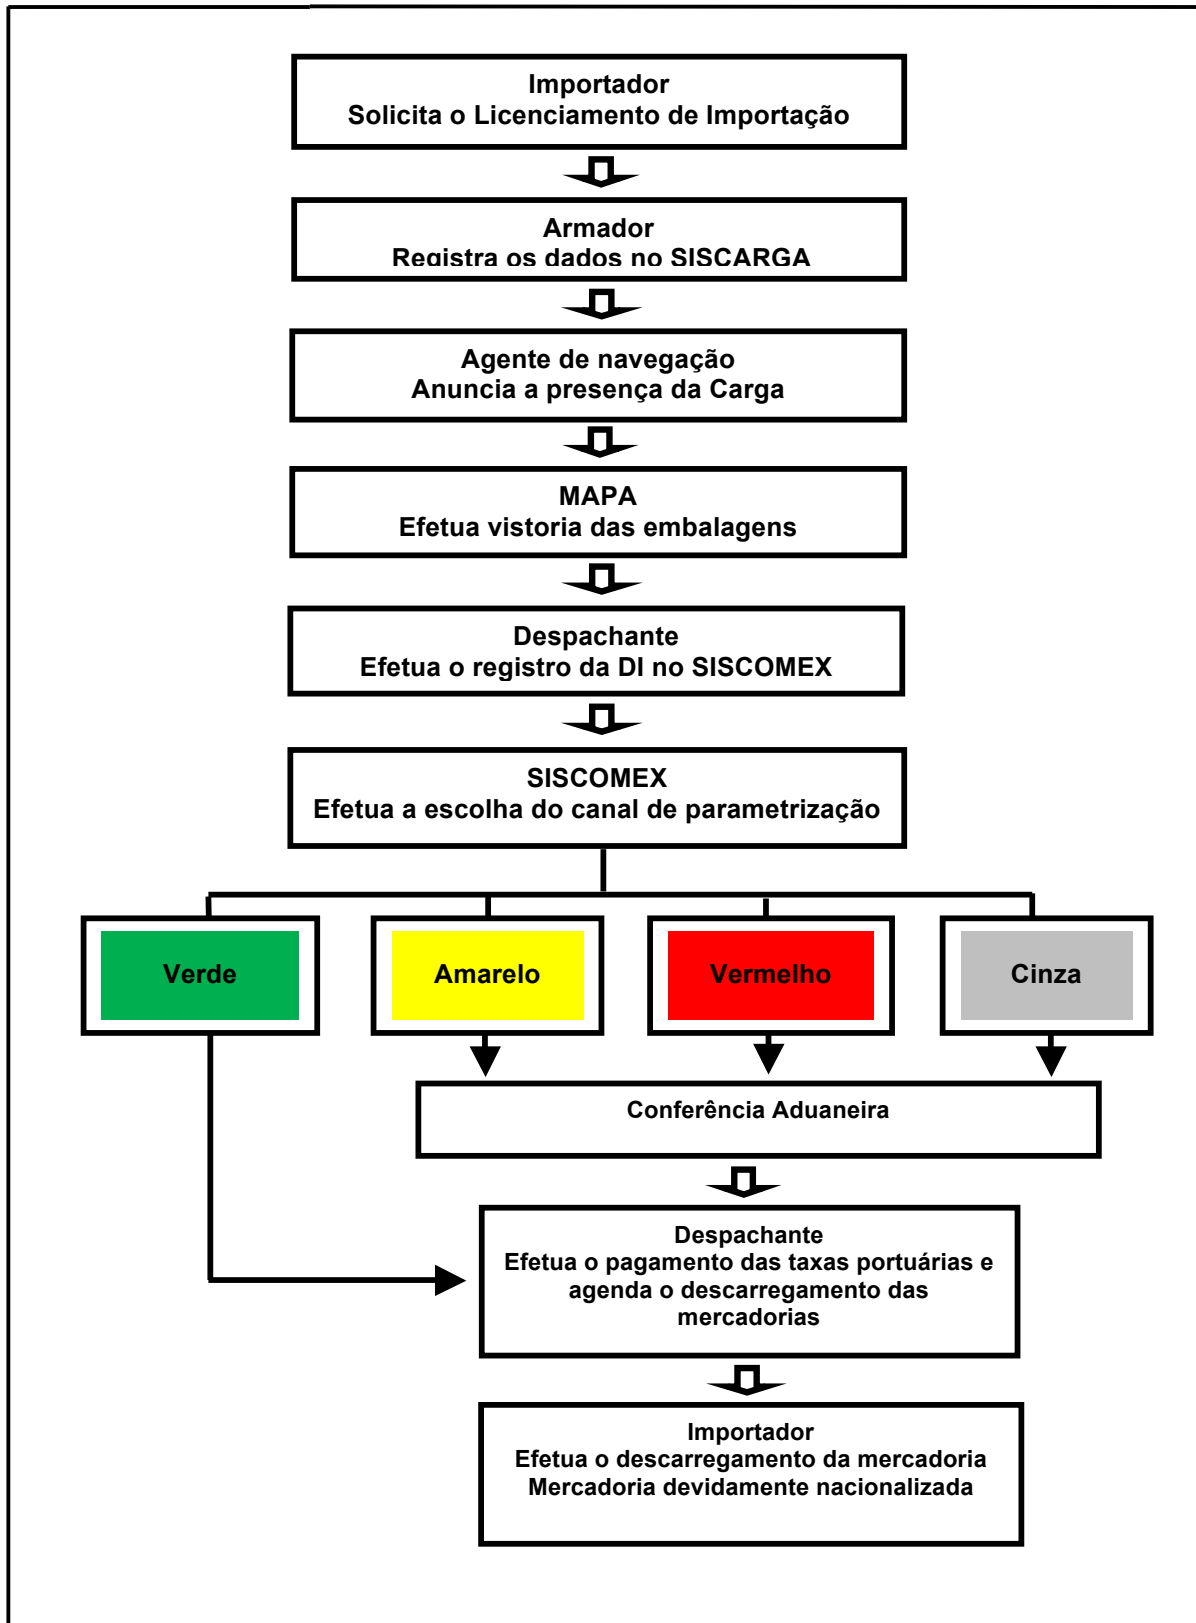 Importador
Solicita o Licenciamento de Importação
Armador
Registra os dados no SISCARGA
Agente de navegação
Anuncia a presença da Carga
MAPA
Efetua vistoria das embalagens
Despachante
Efetua o registro da DI no SISCOMEX
SISCOMEX
Efetua a escolha do canal de parametrização
Verde
Amarelo
Vermelho
Cinza
Conferência Aduaneira
Despachante
Efetua o pagamento das taxas portuárias e
agenda o descarregamento das
mercadorias
Importador
Efetua o descarregamento da mercadoria
Mercadoria devidamente nacionalizada